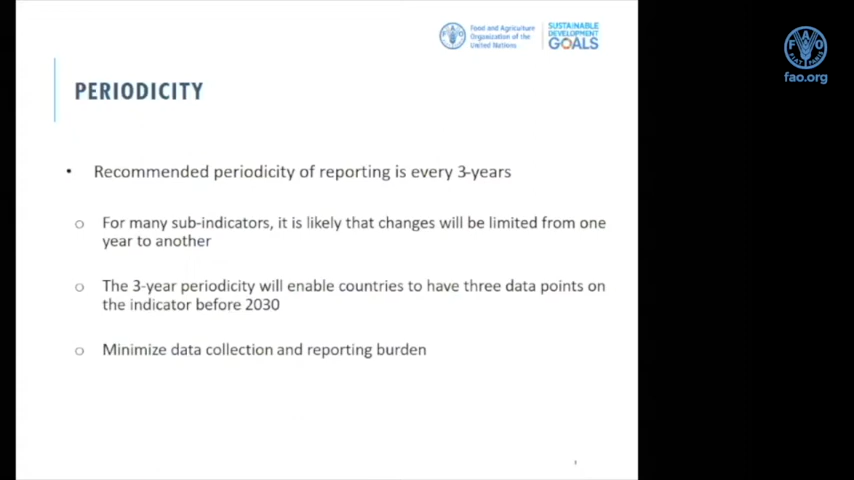 Food and Agriculture
Organization of the
United Nations
SUSTAINABLE
DEVELOPMENT
GOALS
FAO
FIAT PANIS
fao.org
PERIODICITY
• Recommended periodicity of reporting is every 3-years
o For many sub-indicators, it is likely that changes will be limited from one
year to another
o The 3-year periodicity will enable countries to have three data points on
the indicator before 2030
o Minimize data collection and reporting burden